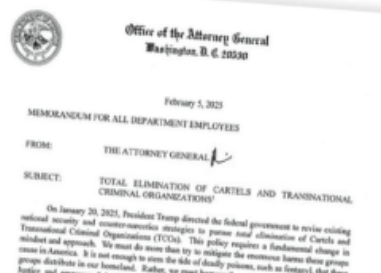 Office of the Attorney General
Washington, D. C. 20530
February 5, 2025
MEMORANDUM FOR ALL DEPARTMENT EMPLOYEES
FROM:
THE ATTORNEY GENERAL
SUBJECT:
TOTAL ELIMINATION OF CARTELS AND TRANSNATIONAL
CRIMINAL ORGANIZATIONS¹
On January 20, 2025, President Trump directed the federal government to revise existing
national security and counter-narcotics strategies to pursue total elimination of Cartels and
Transnational Criminal Organizations (TCOs). This policy requires a fundamental change in
mindset and approach. We must do more than try to mitigate the enormous harms these groups
cause in America. It is not enough to stem the tide of deadly poisons, such as fentanyl, that these
groups distribute in our homeland. Rather, we must